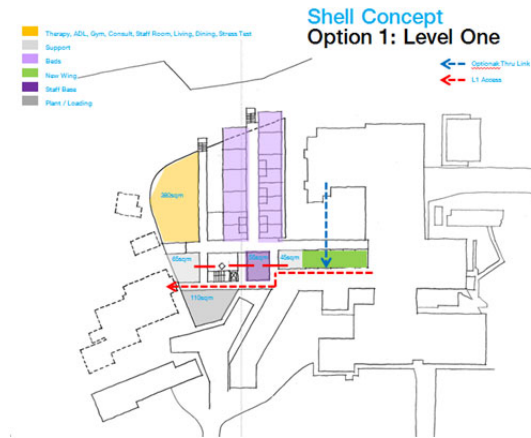 Shell Concept
Option 1: Level One
Therapy, ADL, Gym, Consult, Staff Room, Living, Dining, Stress Test
Support
Beds
New Wing
Staff Base
Plant / Loading
Optional Thru Link
L1 Access
65sqm
45sqm
110sqm